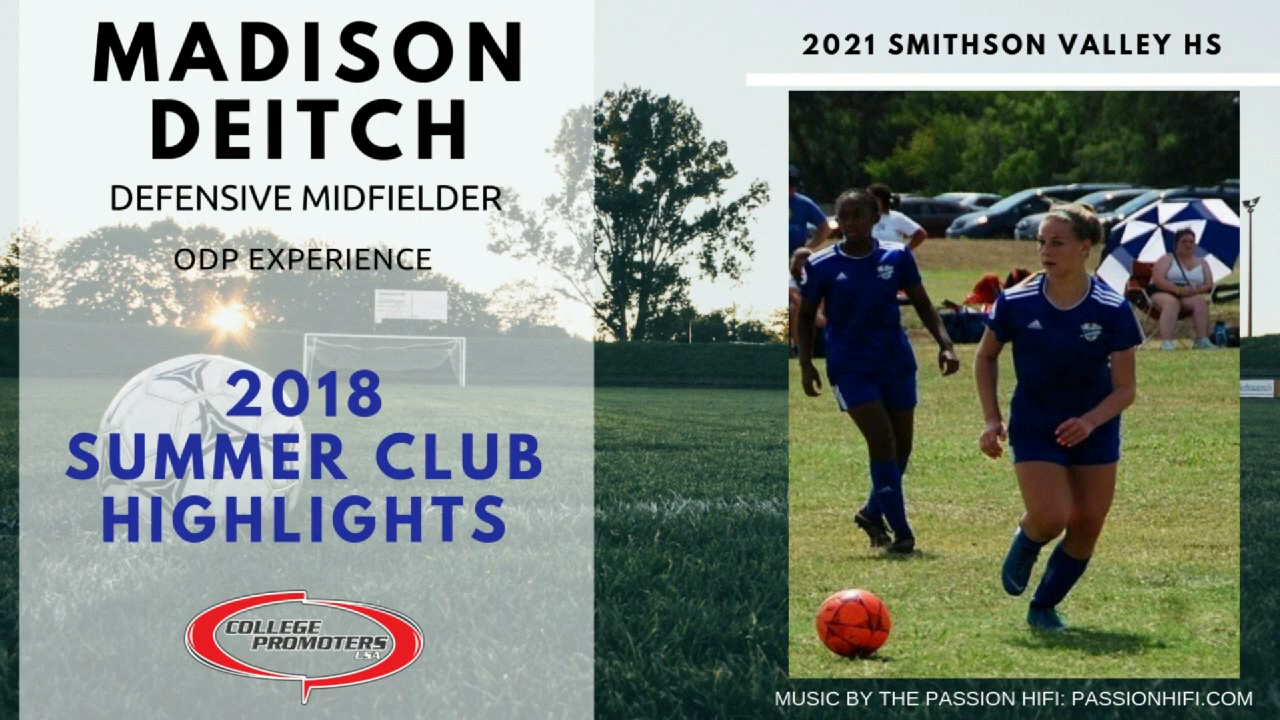 MADISON
DEITCH
DEFENSIVE MIDFIELDER
ODP EXPERIENCE
2018
SUMMER CLUB
HIGHLIGHTS
COLLEGE
PROMOTERS
USA
2021 SMITHSON VALLEY HS
MUSIC BY THE PASSION HIFI: PASSIONHIFI.COM